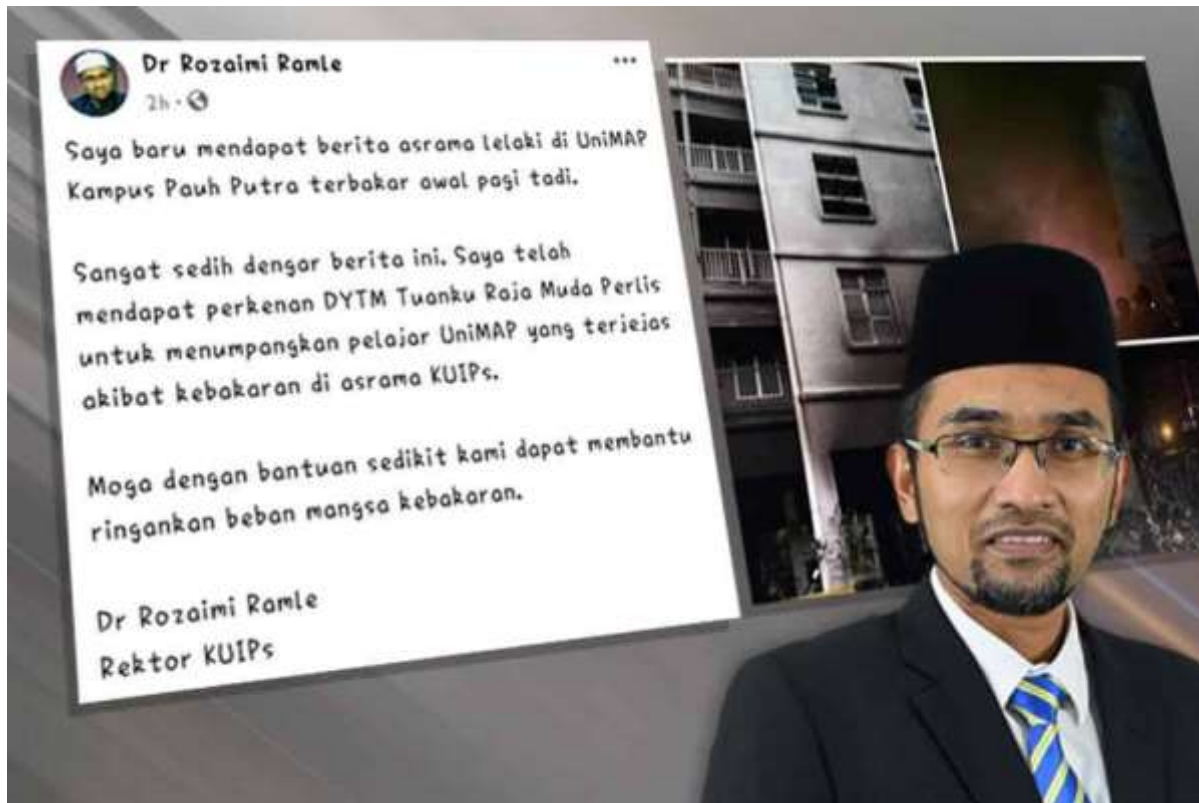 Dr Rozaimi Ramle
2h ·
Saya baru mendapat berita asrama lelaki di UniMAP
Kampus Pauh Putra terbakar awal pagi tadi.
Sangat sedih dengar berita ini. Saya telah
mendapat perkenan DYTM Tuanku Raja Muda Perlis
untuk menumpangkan pelajar UniMAP yang terjejas
akibat kebakaran di asrama KUIPs.
Moga dengan bantuan sedikit kami dapat membantu
ringankan beban mangsa kebakaran.
Dr Rozaimi Ramle
Rektor KUIPs